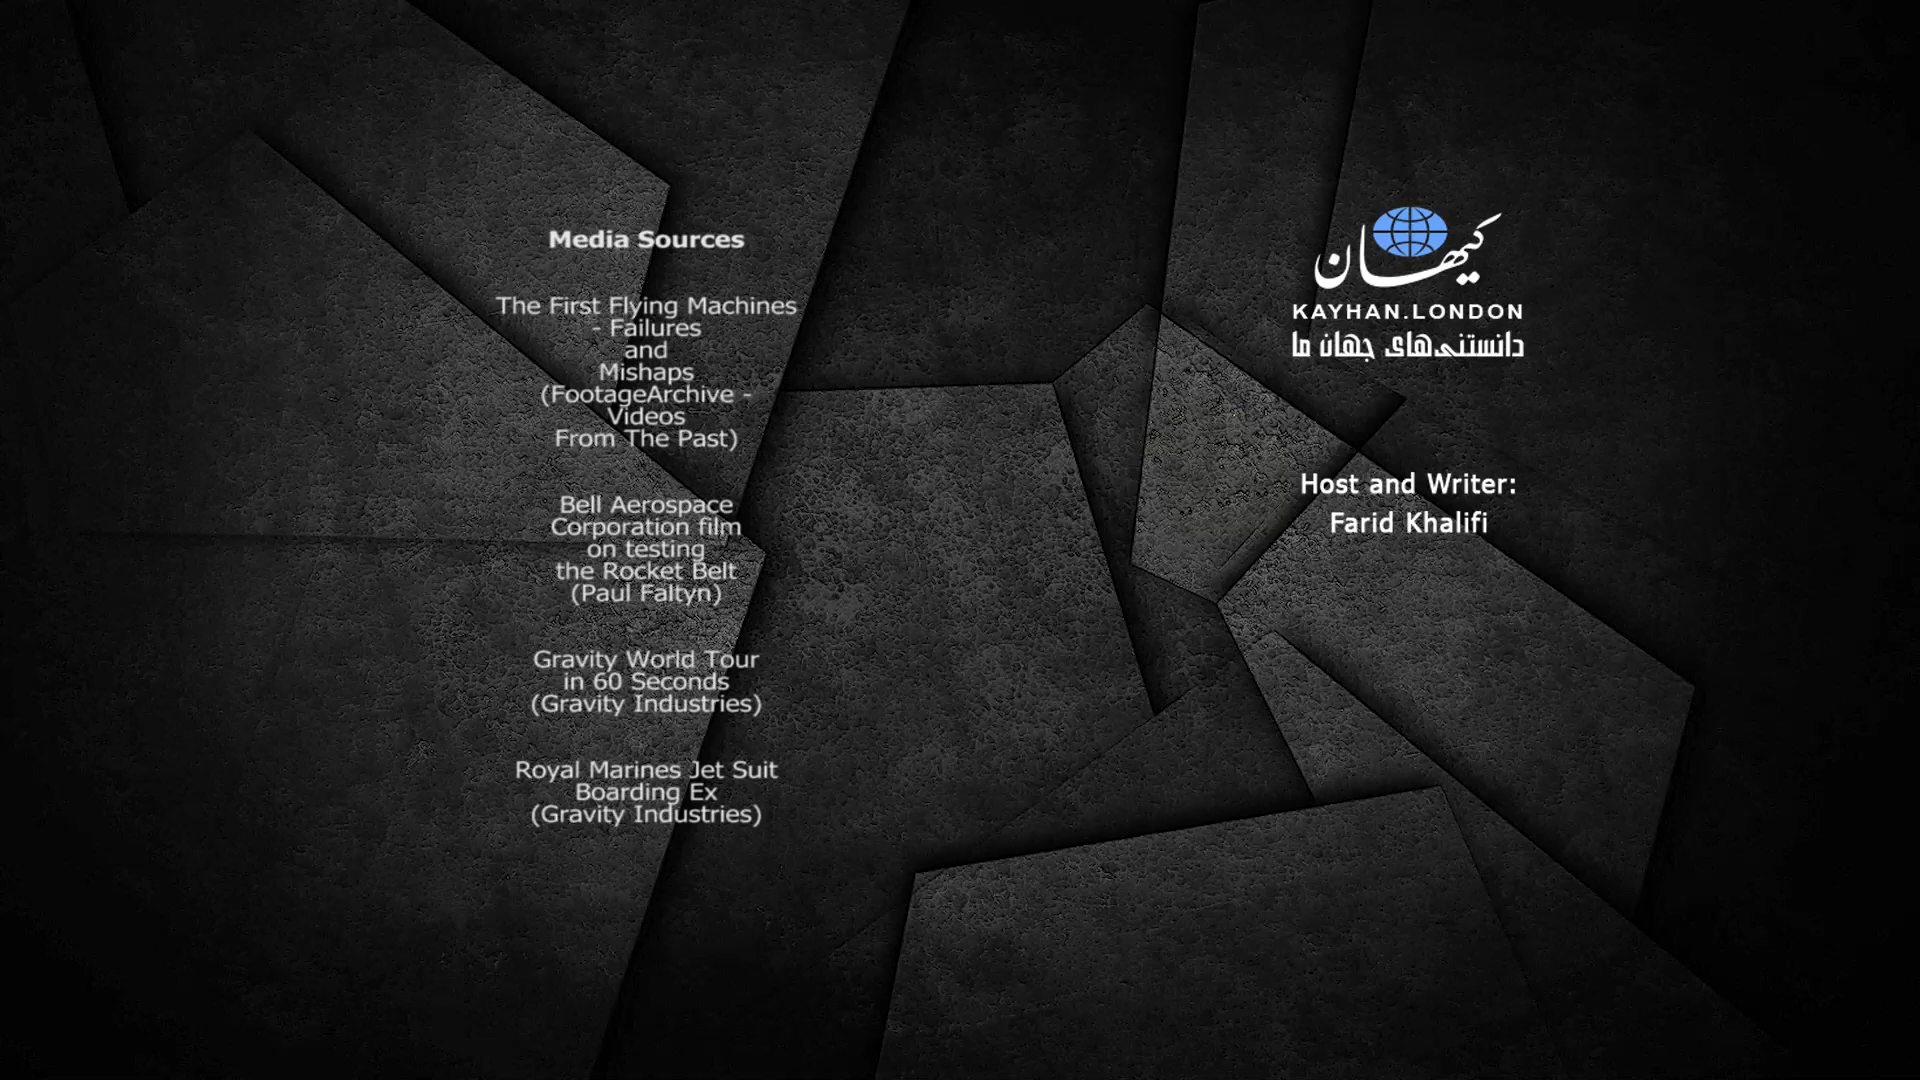 Media Sources
The First Flying Machines
- Failures
and
Mishaps
(FootageArchive -
Videos
From The Past)
Bell Aerospace
Corporation film
on testing
the Rocket Belt
(Paul Faltyn)
Gravity World Tour
in 60 Seconds
(Gravity Industries)
Royal Marines Jet Suit
Boarding Ex
(Gravity Industries)
کیهان
KAYHAN.LONDON
دانستنی‌های جهان ما
Host and Writer:
Farid Khalifi